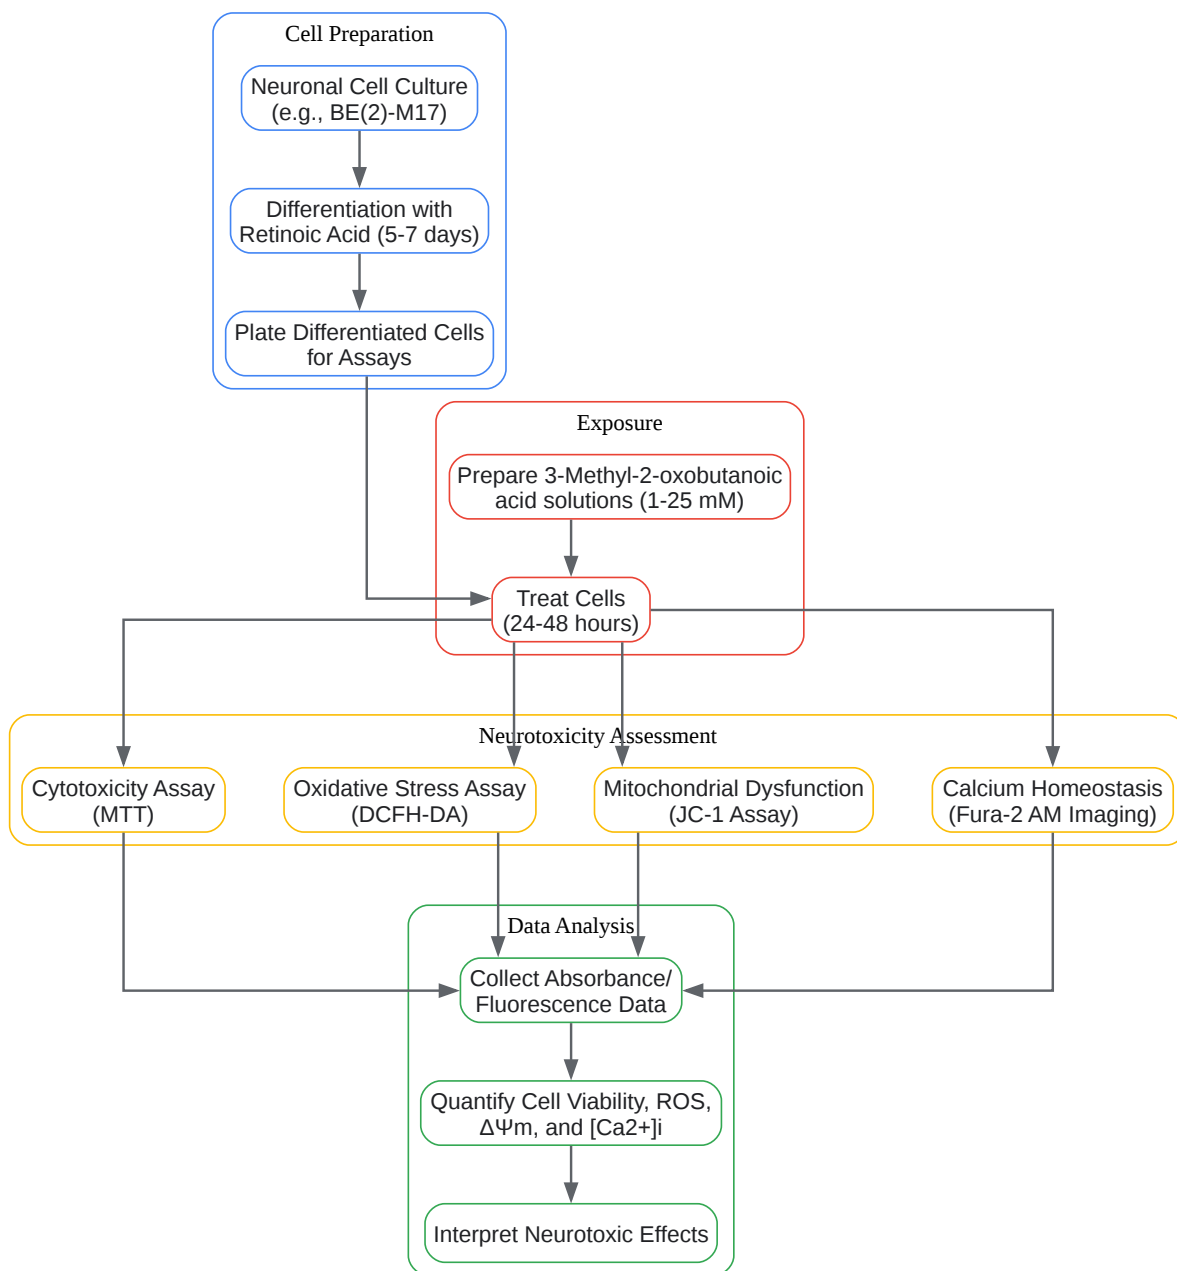 Cell Preparation
Neuronal Cell Culture
(e.g., BE(2)-M17)
Differentiation with
Retinoic Acid (5-7 days)
Plate Differentiated Cells
for Assays
Exposure
Prepare 3-Methyl-2-oxobutanoic
acid solutions (1-25 mM)
Treat Cells
(24-48 hours)
Neurotoxicity Assessment
Cytotoxicity Assay
(MTT)
Oxidative Stress Assay
(DCFH-DA)
Mitochondrial Dysfunction
(JC-1 Assay)
Calcium Homeostasis
(Fura-2 AM Imaging)
Data Analysis
Collect Absorbance/
Fluorescence Data
Quantify Cell Viability, ROS,
ΔΨm, and [Ca2+]i
Interpret Neurotoxic Effects